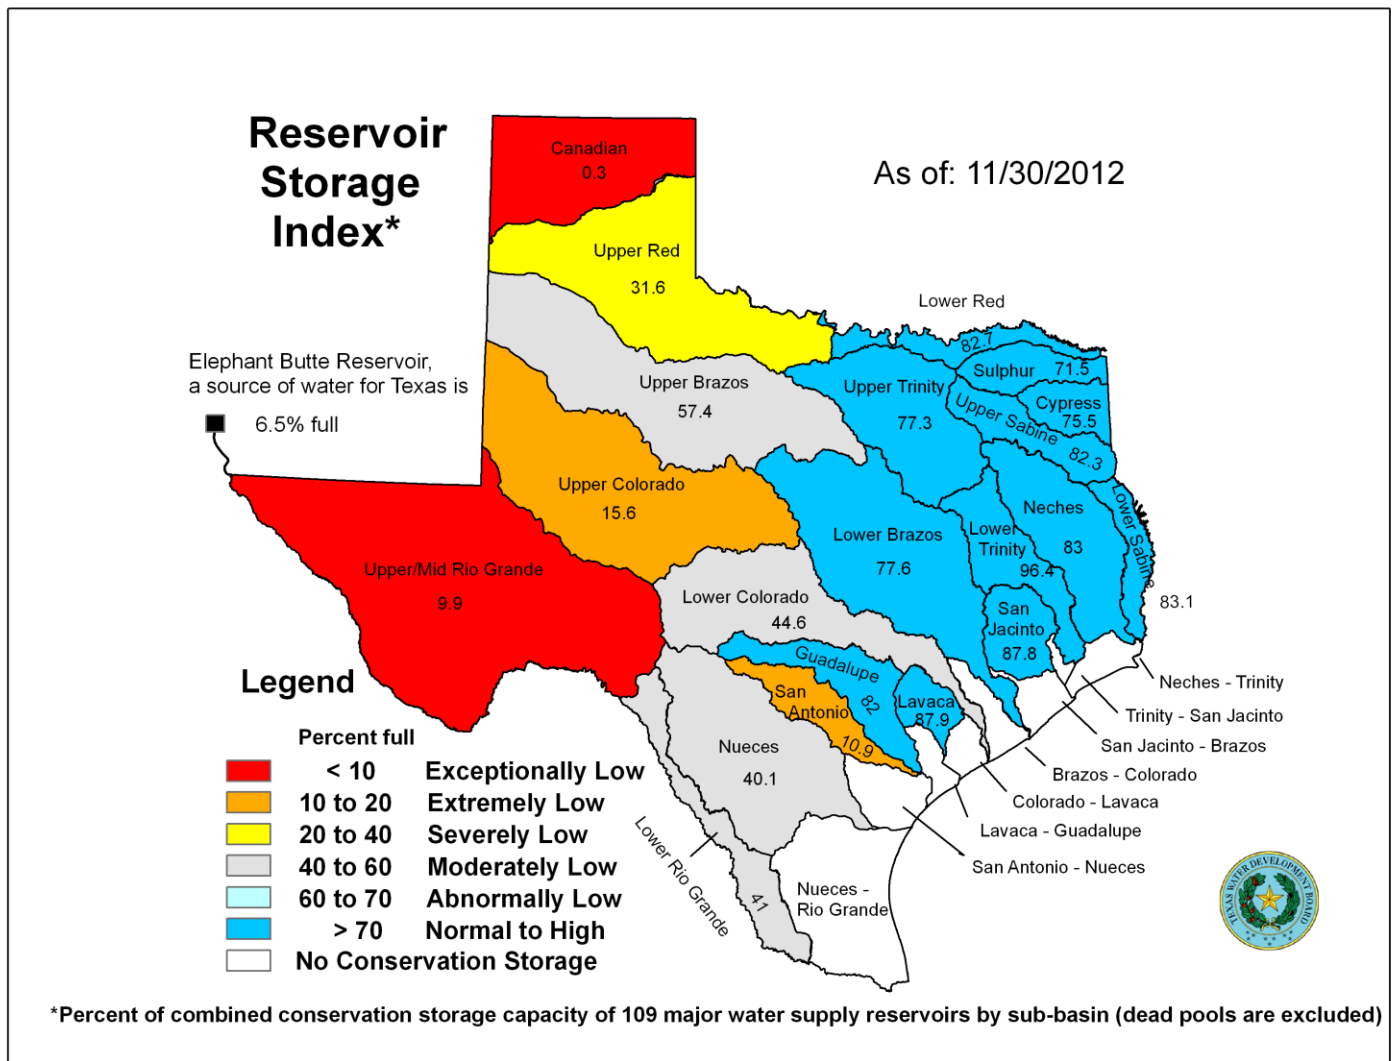 Reservoir
Storage
Index*
As of: 11/30/2012
Canadian
0.3
Upper Red
31.6
Lower Red
82.7
Sulphur 71.5
Cypress
75.5
Upper Sabine
82.3
Elephant Butte Reservoir,
a source of water for Texas is
6.5% full
Upper Brazos
57.4
Upper Trinity
77.3
Upper Colorado
15.6
Lower Brazos
77.6
Lower
Trinity
96.4
Neches
83
Lower Sabine
83.1
Upper/Mid Rio Grande
9.9
Lower Colorado
44.6
San
Jacinto
87.8
Guadalupe
82
San
Antonio
10.9
Lavaca
87.9
Nueces
40.1
Lower Rio Grande
41
Nueces -
Rio Grande
Neches - Trinity
Trinity - San Jacinto
San Jacinto - Brazos
Brazos - Colorado
Colorado - Lavaca
Lavaca - Guadalupe
San Antonio - Nueces
Legend
Percent full
< 10 Exceptionally Low
10 to 20 Extremely Low
20 to 40 Severely Low
40 to 60 Moderately Low
60 to 70 Abnormally Low
> 70 Normal to High
No Conservation Storage
TEXAS WATER DEVELOPMENT BOARD
*Percent of combined conservation storage capacity of 109 major water supply reservoirs by sub-basin (dead pools are excluded)